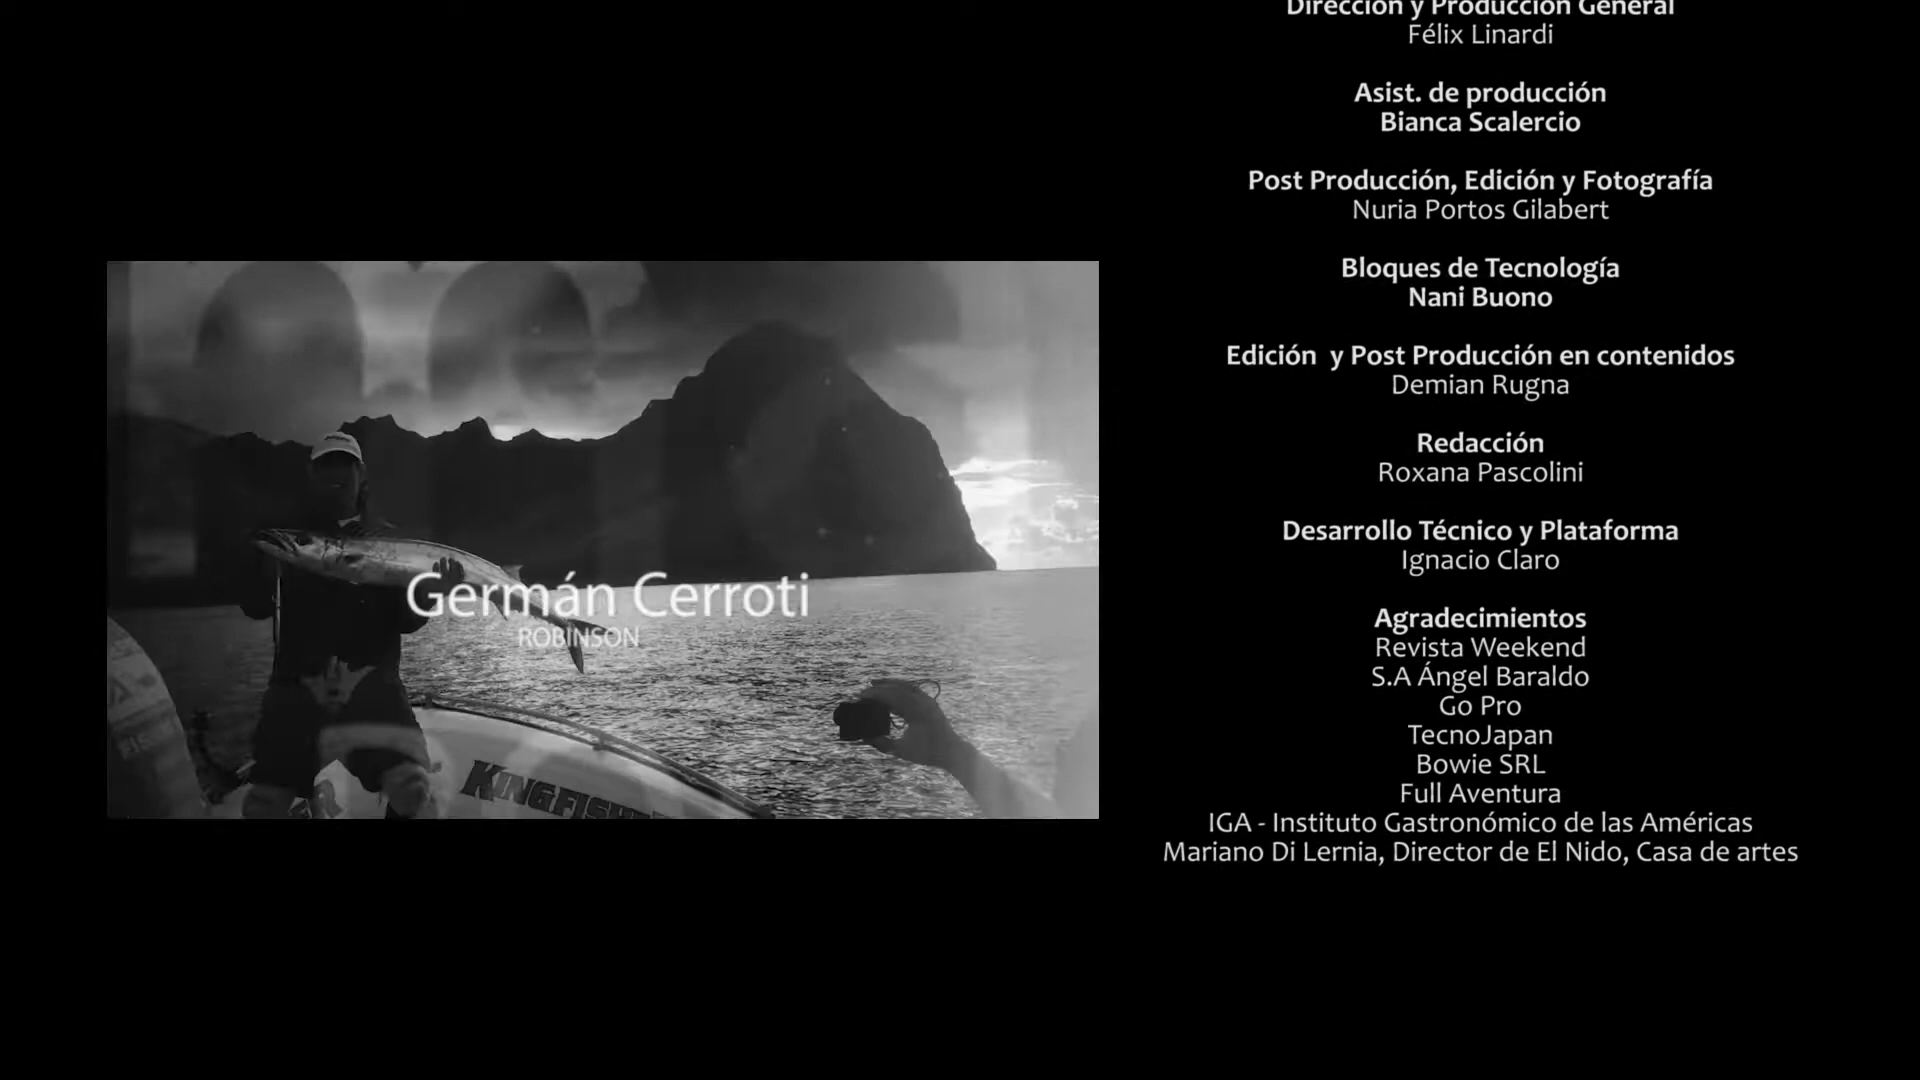 Dirección y Producción General
Félix Linardi
Asist. de producción
Bianca Scalercio
Post Producción, Edición y Fotografía
Nuria Portos Gilabert
Bloques de Tecnología
Nani Buono
Edición y Post Producción en contenidos
Demian Rugna
Redacción
Roxana Pascolini
Desarrollo Técnico y Plataforma
Ignacio Claro
Agradecimientos
Revista Weekend
S.A Ángel Baraldo
Go Pro
TecnoJapan
Bowie SRL
Full Aventura
IGA - Instituto Gastronómico de las Américas
Mariano Di Lernia, Director de El Nido, Casa de artes
Germán Cerroti
ROBINSON